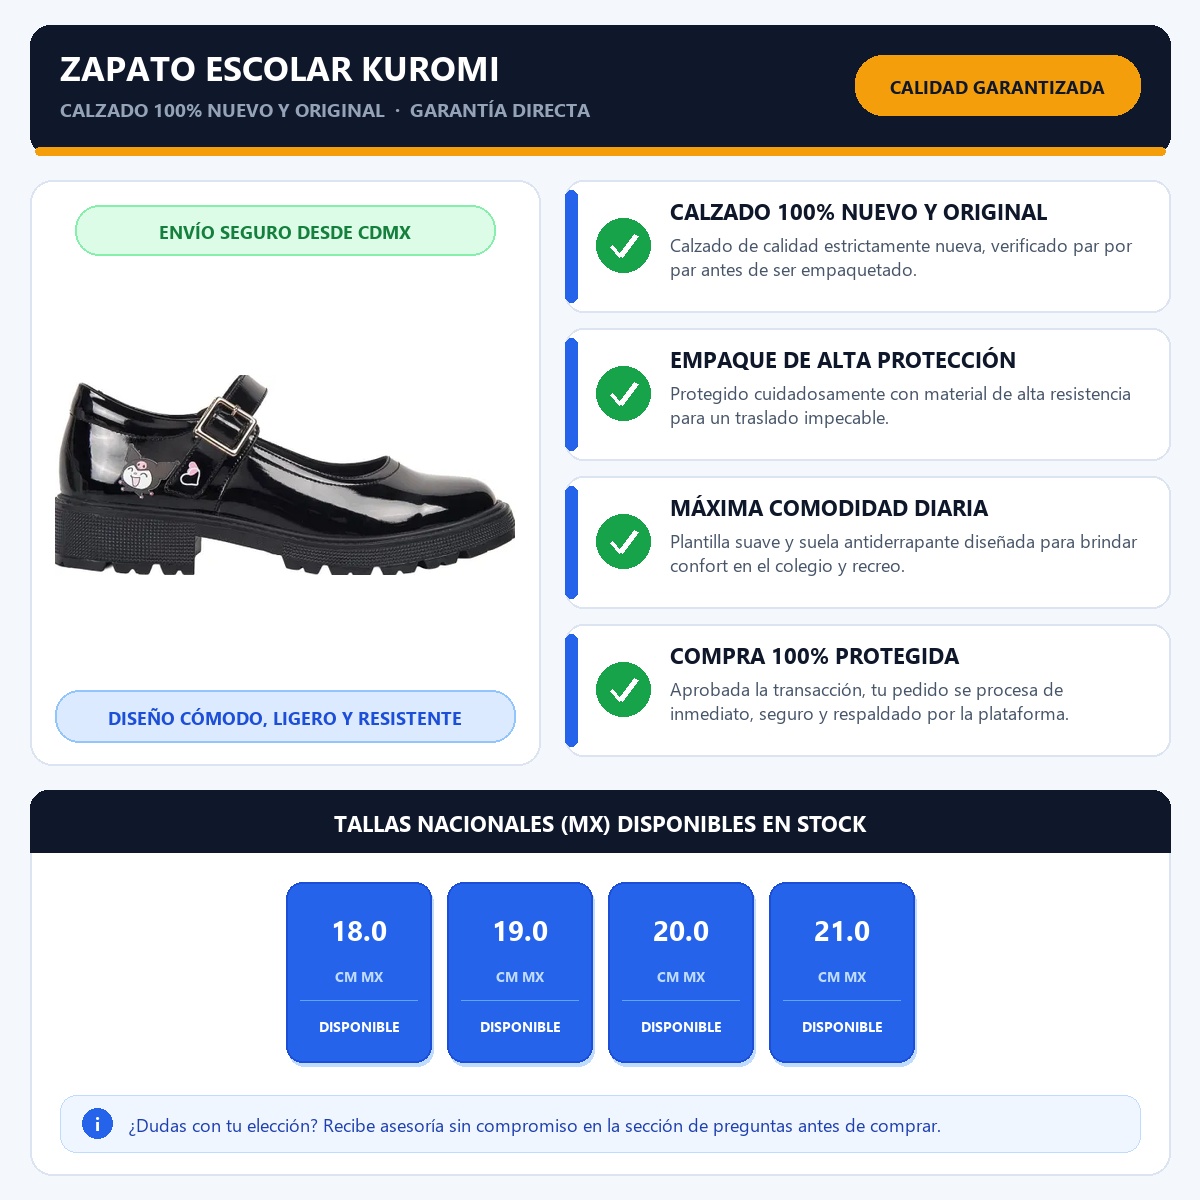 ZAPATO ESCOLAR KUROMI
CALZADO 100% NUEVO Y ORIGINAL · GARANTÍA DIRECTA
CALIDAD GARANTIZADA
ENVÍO SEGURO DESDE CDMX
DISEÑO CÓMODO, LIGERO Y RESISTENTE
CALZADO 100% NUEVO Y ORIGINAL
Calzado de calidad estrictamente nueva, verificado par por
par antes de ser empaquetado.
EMPAQUE DE ALTA PROTECCIÓN
Protegido cuidadosamente con material de alta resistencia
para un traslado impecable.
MÁXIMA COMODIDAD DIARIA
Plantilla suave y suela antiderrapante diseñada para brindar
confort en el colegio y recreo.
COMPRA 100% PROTEGIDA
Aprobada la transacción, tu pedido se procesa de
inmediato, seguro y respaldado por la plataforma.
TALLAS NACIONALES (MX) DISPONIBLES EN STOCK
18.0
CM MX
DISPONIBLE
19.0
CM MX
DISPONIBLE
20.0
CM MX
DISPONIBLE
21.0
CM MX
DISPONIBLE
¿Dudas con tu elección? Recibe asesoría sin compromiso en la sección de preguntas antes de comprar.